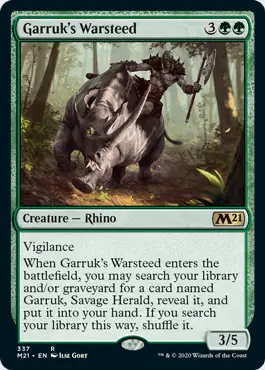 Garruk's Warsteed 3
Creature — Rhino M21
Vigilance
When Garruk's Warsteed enters the
battlefield, you may search your library
and/or graveyard for a card named
Garruk, Savage Herald, reveal it, and
put it into your hand. If you search
your library this way, shuffle it.
3/5
337 R
M21 • EN ILSE GORT ™ & © 2020 Wizards of the Coast